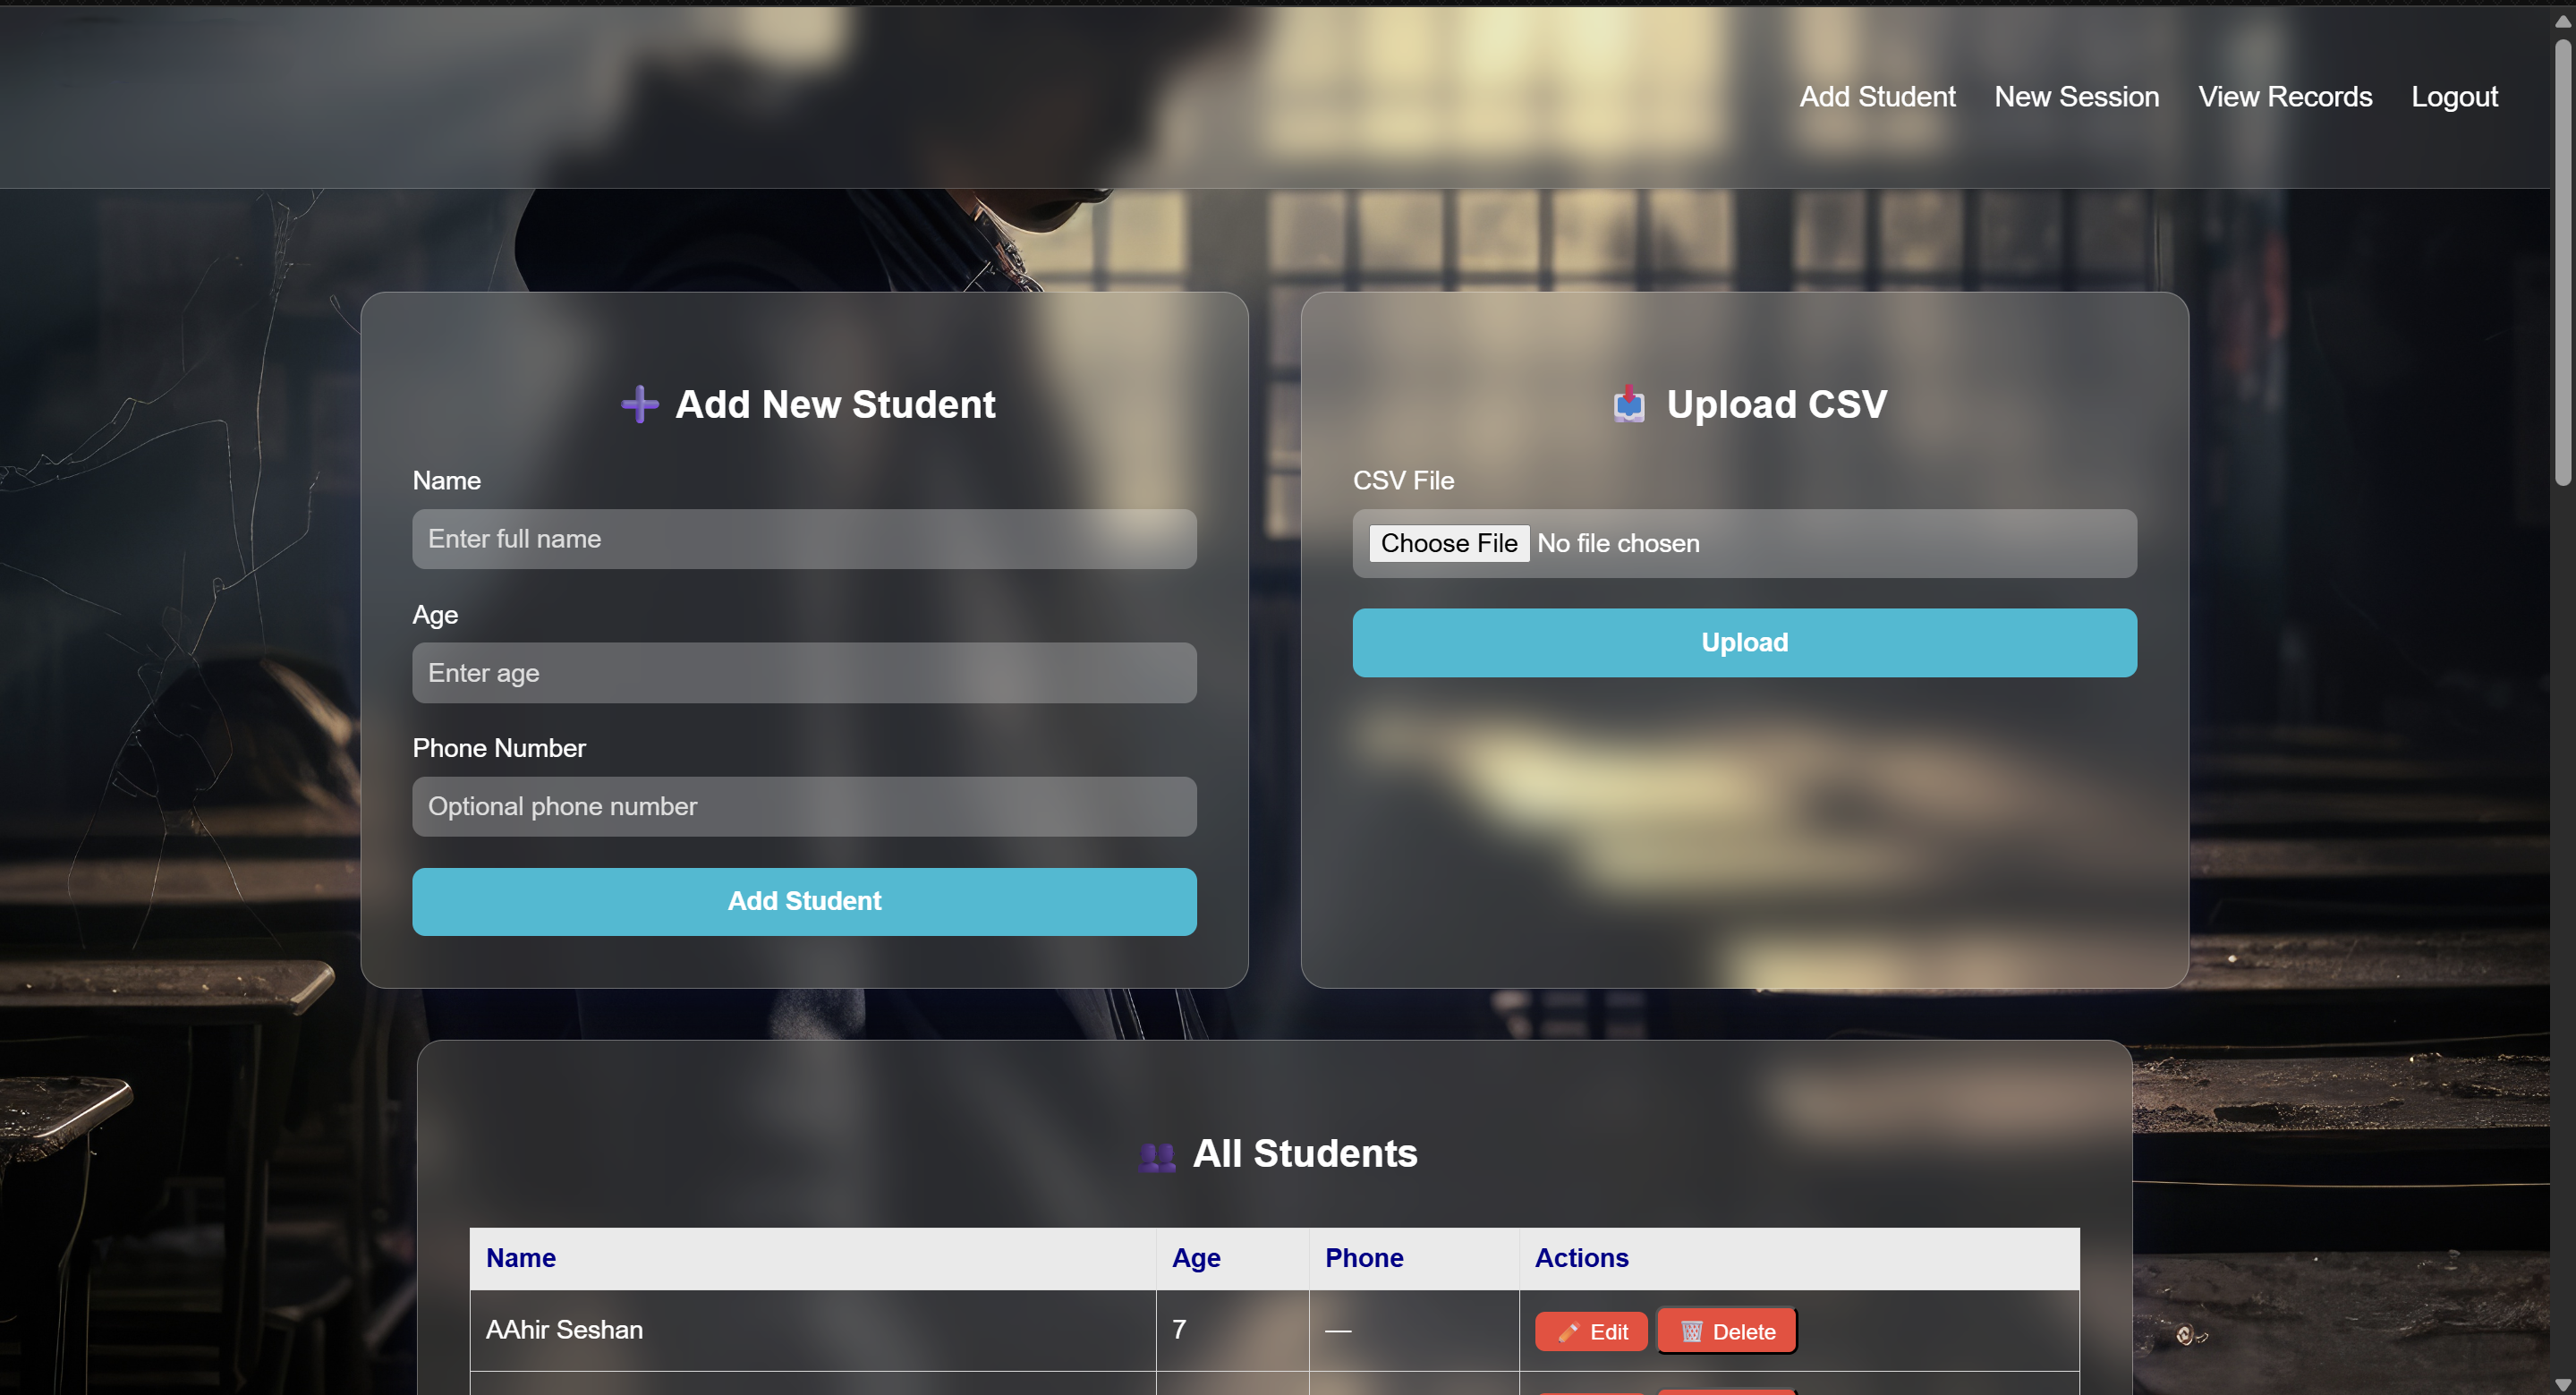 Add Student New Session View Records Logout
➕ Add New Student
Name
Enter full name
Age
Enter age
Phone Number
Optional phone number
Add Student
📥 Upload CSV
CSV File
Choose File No file chosen
Upload
👥 All Students
Name Age Phone Actions
AAhir Seshan 7 — ✏️ Edit 🗑️ Delete